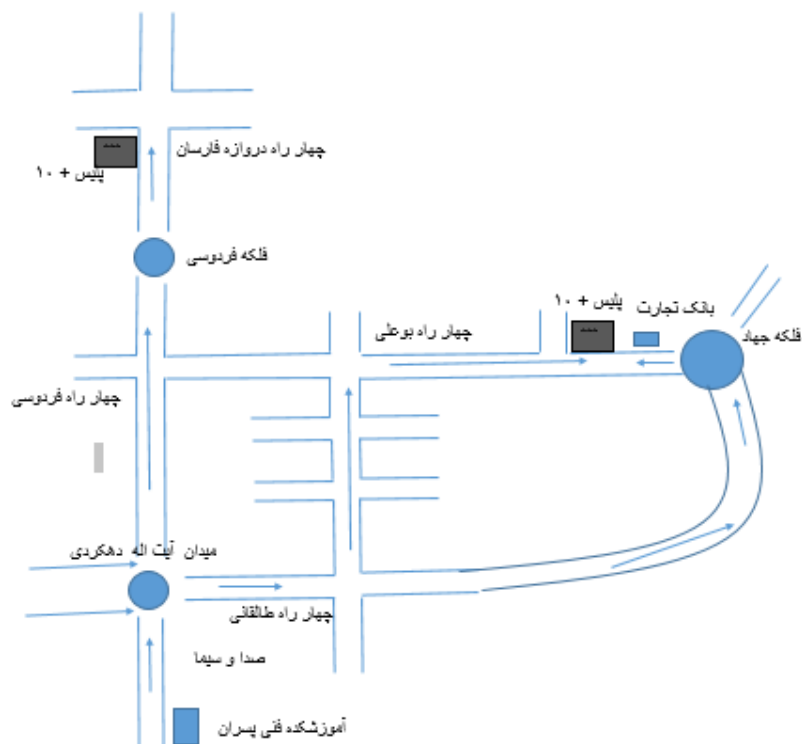 چهار راه دروازه فارسان
پلیس + ۱۰
فلکه فردوسی
پلیس + ۱۰
بانک تجارت
چهار راه بوعلی
فلکه جهاد
چهار راه فردوسی
میدان آیت اله دهکردی
چهار راه طالقانی
صدا و سیما
آموزشکده فنی پسران